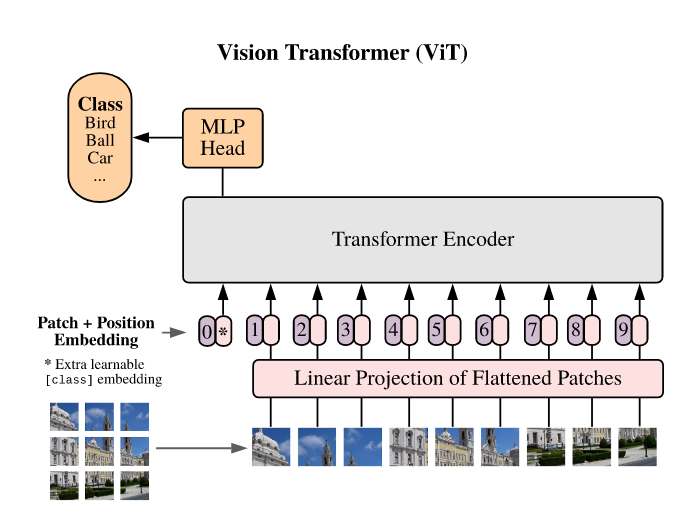 Vision Transformer (ViT)
Class
Bird
Ball
Car
...
MLP
Head
Transformer Encoder
Patch + Position
Embedding
0 * 1 2 3 4 5 6 7 8 9
* Extra learnable
[class] embedding
Linear Projection of Flattened Patches